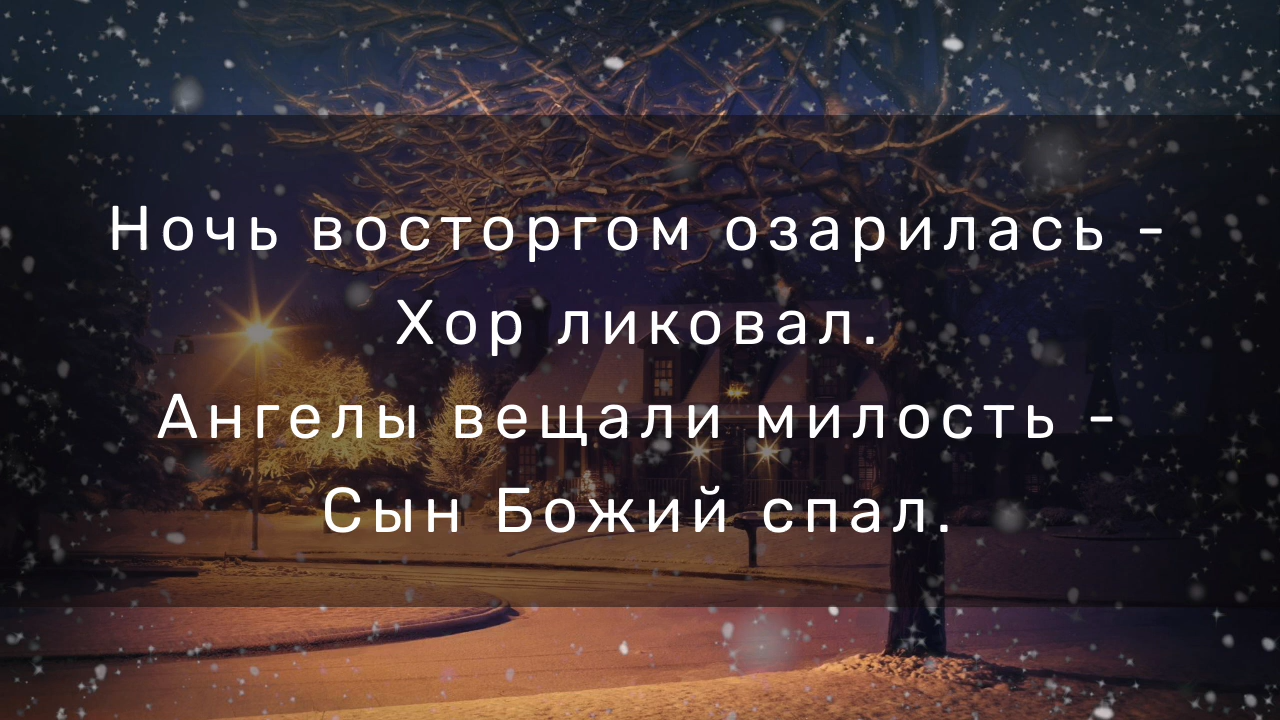 Ночь восторгом озарилась -
Хор ликовал.
Ангелы вещали милость -
Сын Божий спал.